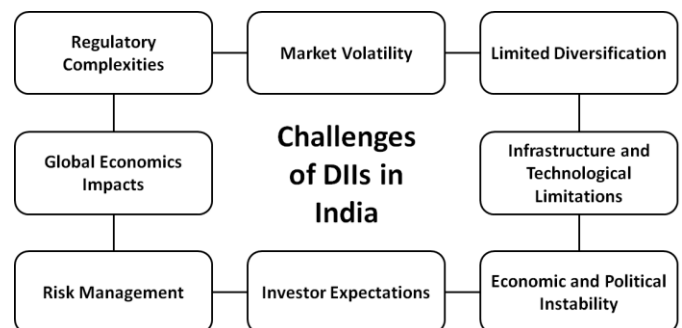 Regulatory
Complexities
Market Volatility
Limited Diversification
Global Economics
Impacts
Challenges
of DIIs in
India
Infrastructure and
Technological
Limitations
Risk Management
Investor Expectations
Economic and Political
Instability